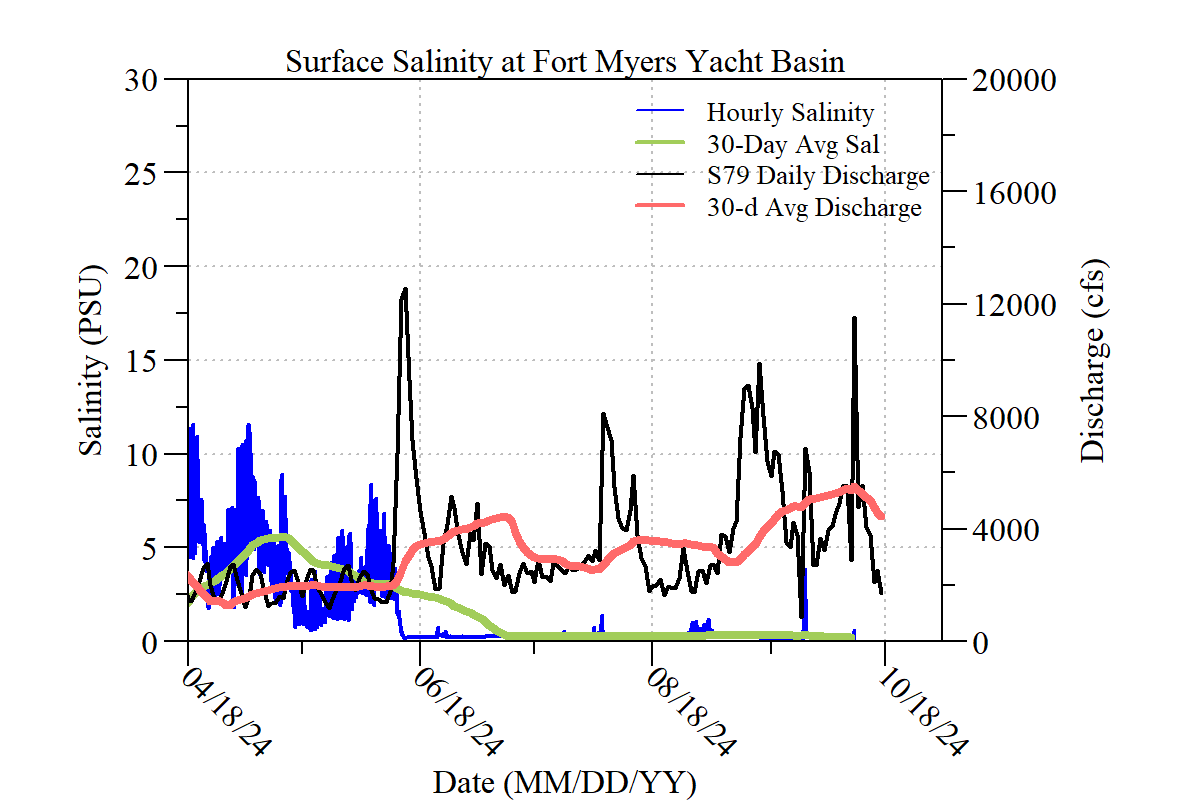 Surface Salinity at Fort Myers Yacht Basin
Hourly Salinity
30-Day Avg Sal
S79 Daily Discharge
30-d Avg Discharge
Salinity (PSU)
30
25
20
15
10
5
0
Discharge (cfs)
20000
16000
12000
8000
4000
0
04/18/24
06/18/24
08/18/24
10/18/24
Date (MM/DD/YY)